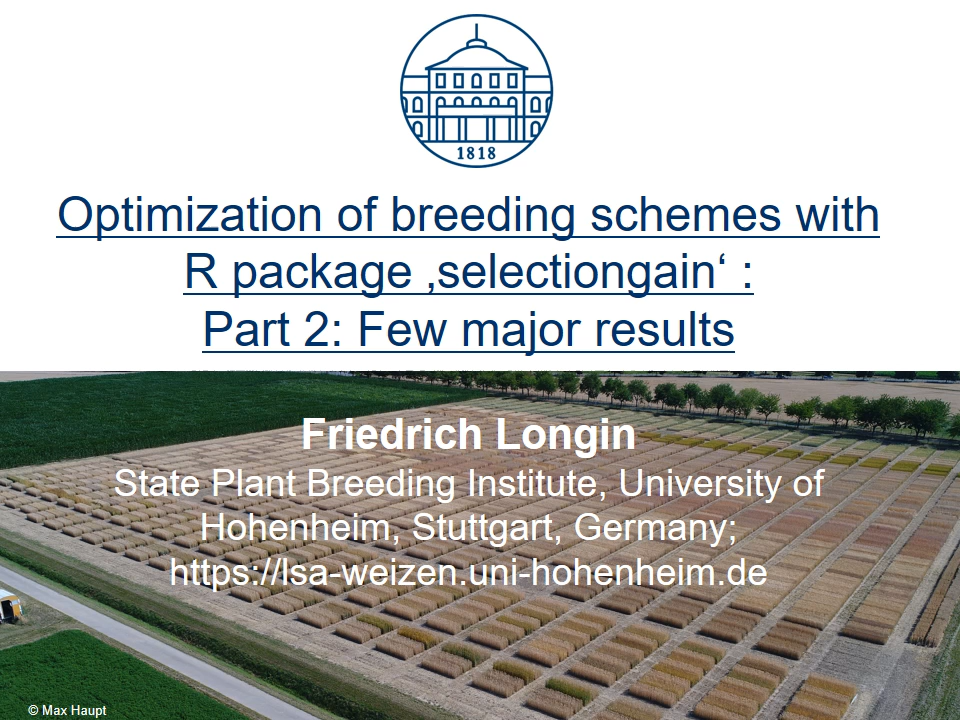 1818
Optimization of breeding schemes with
R package ‚selectiongain‘ :
Part 2: Few major results
Friedrich Longin
State Plant Breeding Institute, University of
Hohenheim, Stuttgart, Germany;
https://lsa-weizen.uni-hohenheim.de
© Max Haupt